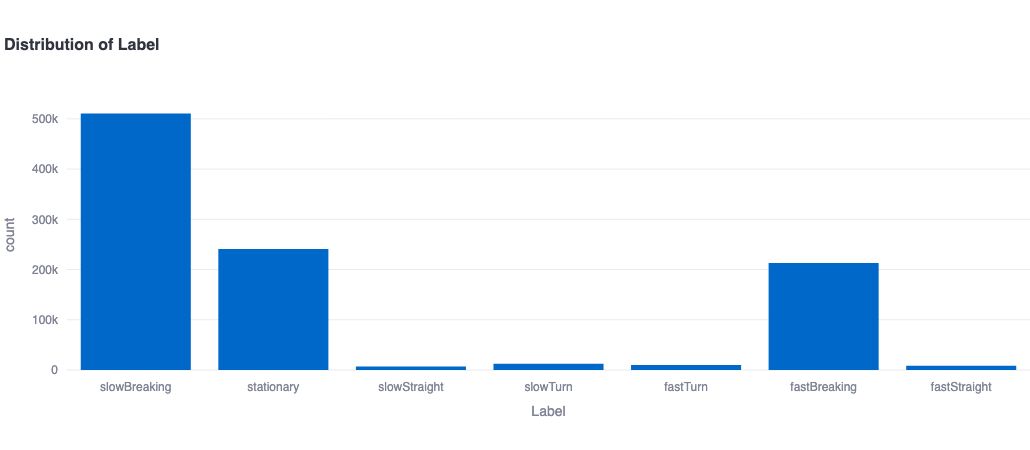 Distribution of Label
500k
400k
300k
200k
100k
0
count
slowBreaking stationary slowStraight slowTurn fastTurn fastBreaking fastStraight
Label